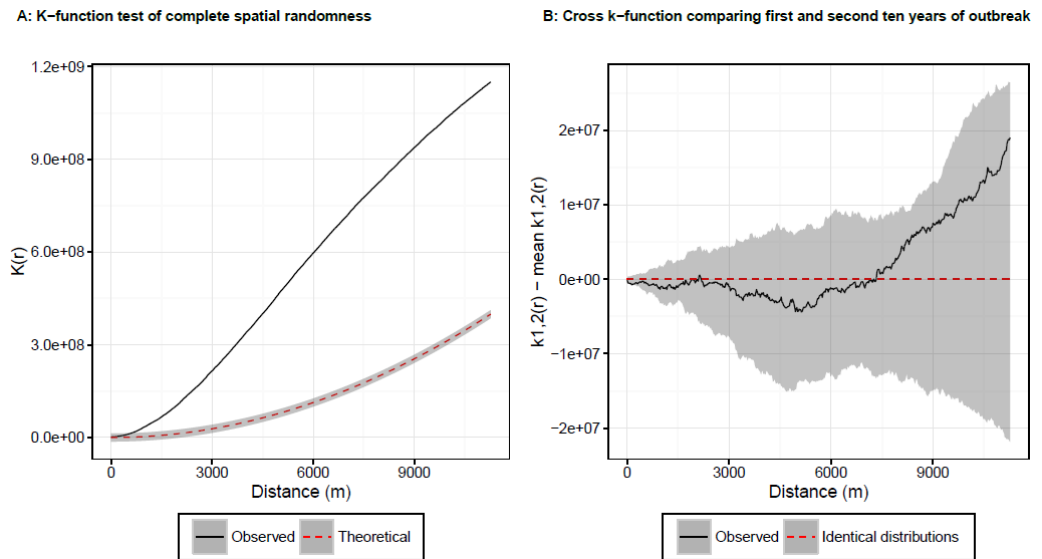 A: K−function test of complete spatial randomness
1.2e+09
9.0e+08
6.0e+08
3.0e+08
0.0e+00
K(r)
0 3000 6000 9000
Distance (m)
Observed Theoretical
B: Cross k−function comparing first and second ten years of outbreak
2e+07
1e+07
0e+00
−1e+07
−2e+07
k1,2(r) − mean k1,2(r)
0 3000 6000 9000
Distance (m)
Observed Identical distributions